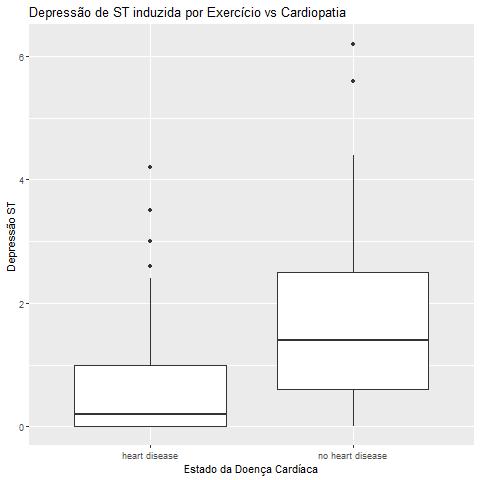 Depressão de ST induzida por Exercício vs Cardiopatia
6
4
2
0
Depressão ST
heart disease
no heart disease
Estado da Doença Cardíaca